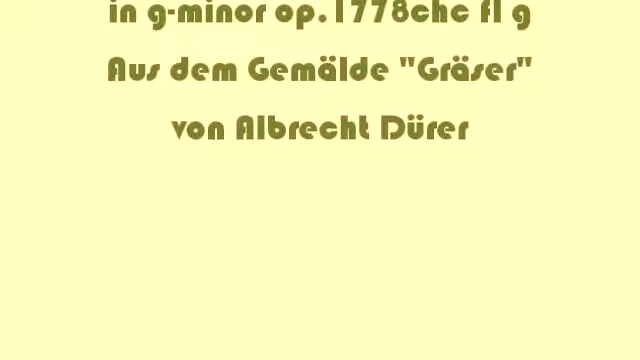 in g-minor op.1778chc fl g
Aus dem Gemälde "Gräser"
von Albrecht Dürer